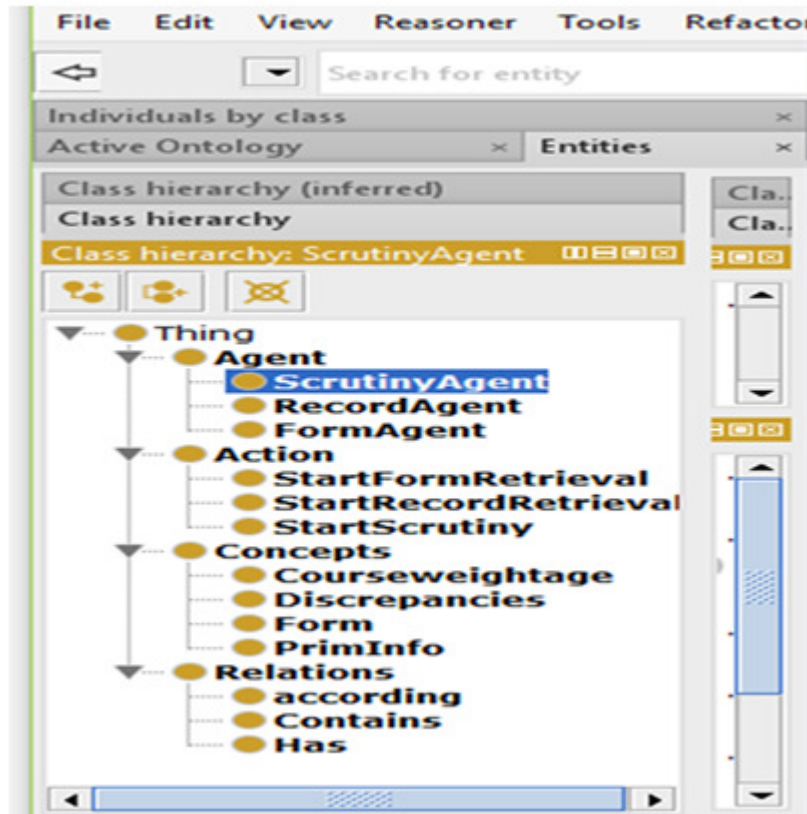 File Edit View Reasoner Tools Refactor
Search for entity
Individuals by class
Active Ontology Entities
Class hierarchy (inferred) Cla..
Class hierarchy Cla..
Class hierarchy: ScrutinyAgent
Thing
Agent
ScrutinyAgent
RecordAgent
FormAgent
Action
StartFormRetrieval
StartRecordRetrieval
StartScrutiny
Concepts
Courseweightage
Discrepancies
Form
PrimInfo
Relations
according
Contains
Has